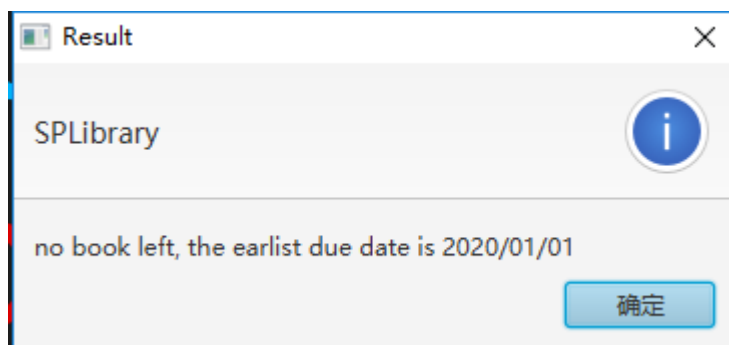 Result
SPLibrary
no book left, the earlist due date is 2020/01/01
确定